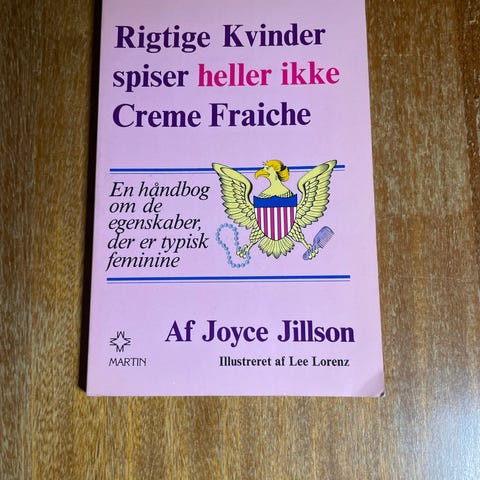 Rigtige Kvinder
spiser heller ikke
Creme Fraiche
En håndbog
om de
egenskaber,
der er typisk
feminine
Af Joyce Jillson
MARTIN
Illustreret af Lee Lorenz